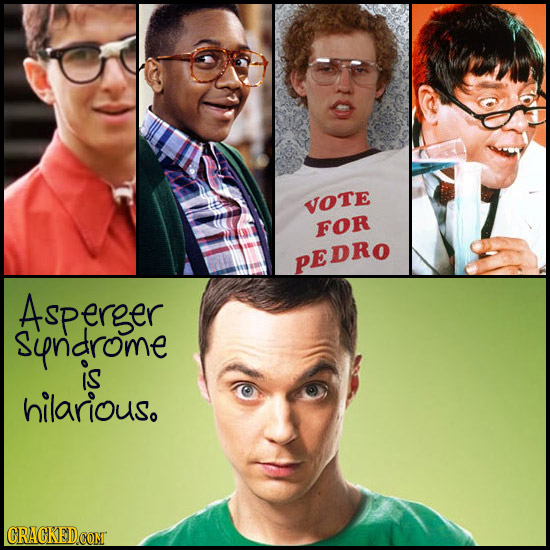 VOTE
FOR
PEDRO
Asperger
Syndrome
is
hilarious.
CRACKED.COM